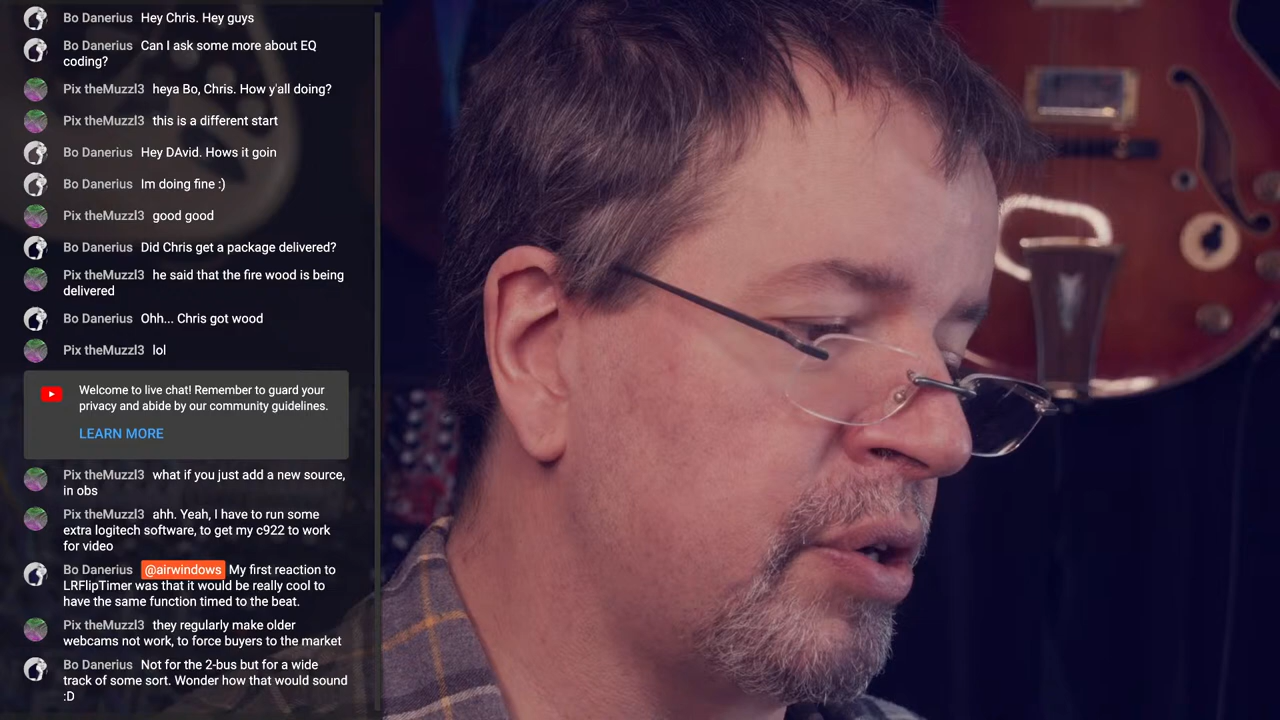 Bo Danerius Hey Chris. Hey guys
Bo Danerius Can I ask some more about EQ
coding?
Pix theMuzzl3 heya Bo, Chris. How y'all doing?
Pix theMuzzl3 this is a different start
Bo Danerius Hey DAvid. Hows it goin
Bo Danerius Im doing fine :)
Pix theMuzzl3 good good
Bo Danerius Did Chris get a package delivered?
Pix theMuzzl3 he said that the fire wood is being
delivered
Bo Danerius Ohh... Chris got wood
Pix theMuzzl3 lol
Welcome to live chat! Remember to guard your
privacy and abide by our community guidelines.
LEARN MORE
Pix theMuzzl3 what if you just add a new source,
in obs
Pix theMuzzl3 ahh. Yeah, I have to run some
extra logitech software, to get my c922 to work
for video
Bo Danerius @airwindows My first reaction to
LRFlipTimer was that it would be really cool to
have the same function timed to the beat.
Pix theMuzzl3 they regularly make older
webcams not work, to force buyers to the market
Bo Danerius Not for the 2-bus but for a wide
track of some sort. Wonder how that would sound
:D